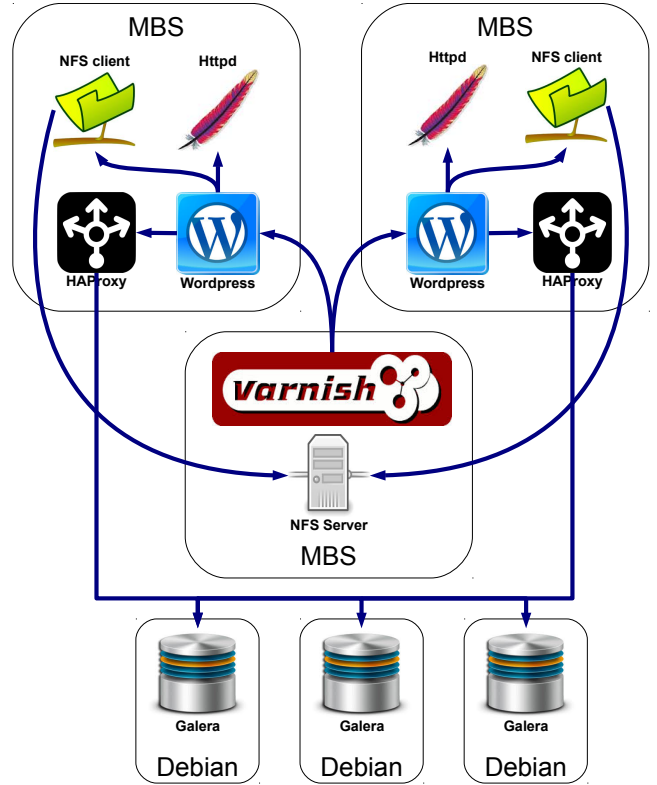 MBS
MBS
NFS client
Httpd
Httpd
NFS client
HAProxy
Wordpress
Wordpress
HAProxy
varnish
NFS Server
MBS
Galera
Galera
Galera
Debian
Debian
Debian